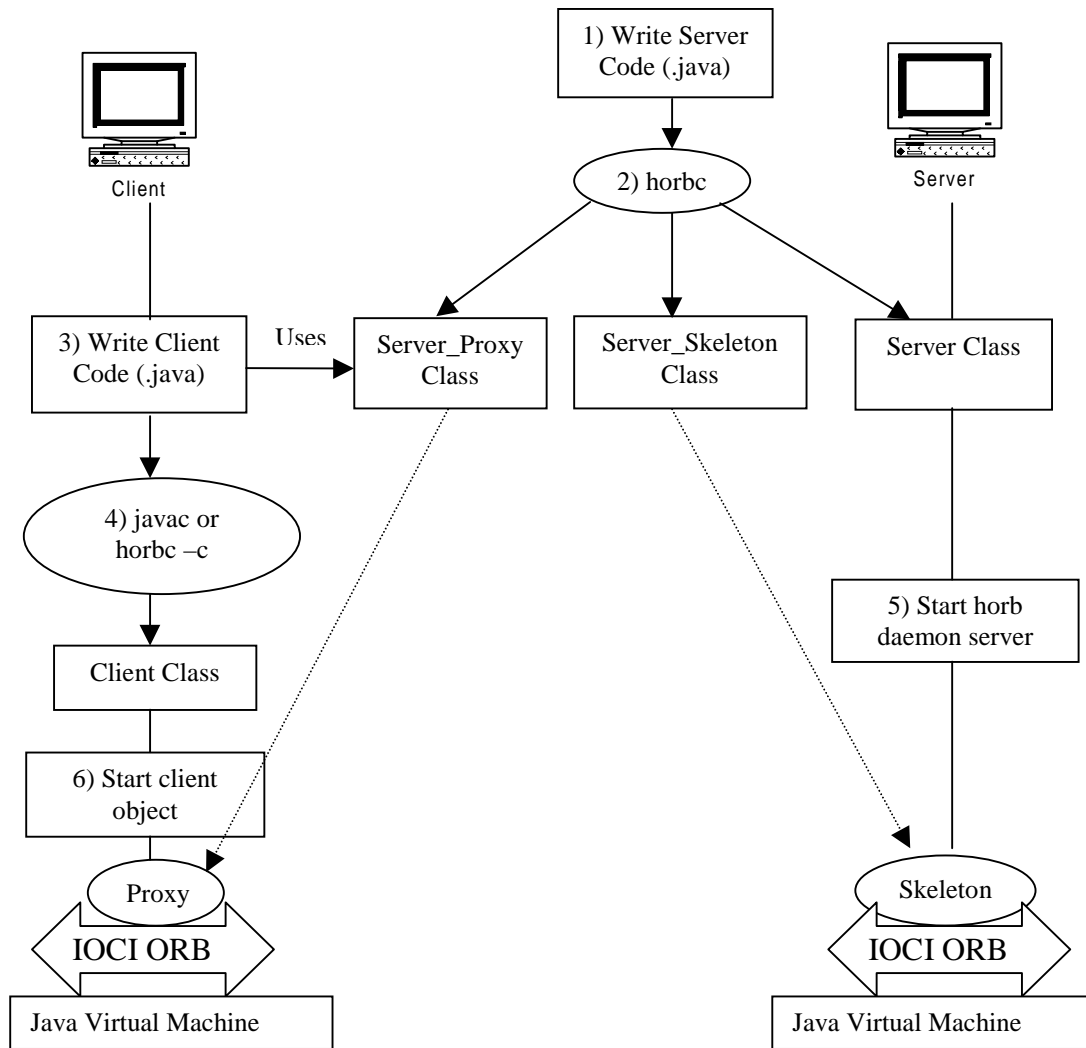 1) Write Server
Code (.java)
Client
2) horbc
Server
3) Write Client
Code (.java)
Uses
Server_Proxy
Class
Server_Skeleton
Class
Server Class
4) javac or
horbc –c
5) Start horb
daemon server
Client Class
6) Start client
object
Proxy
Skeleton
IOCI ORB
IOCI ORB
Java Virtual Machine
Java Virtual Machine